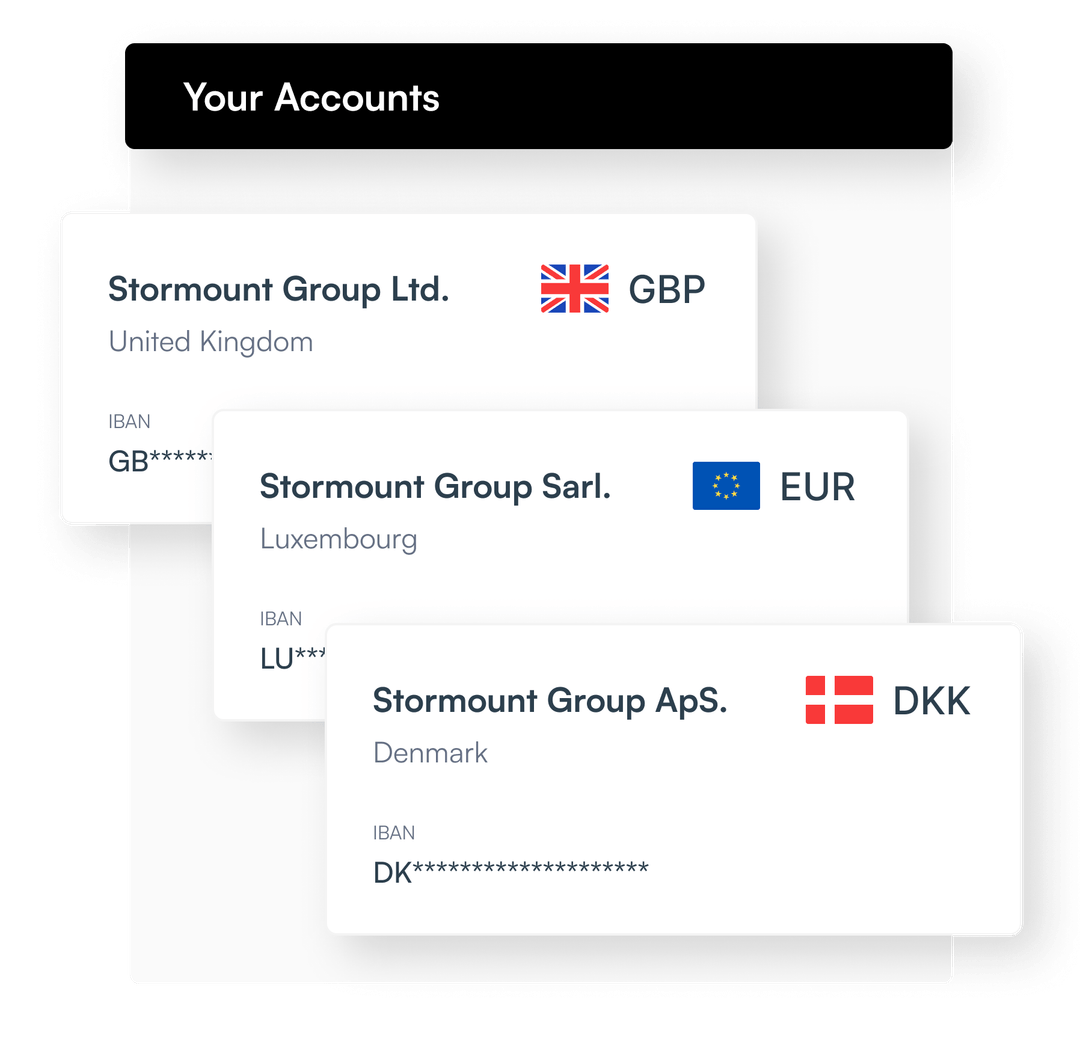 Your Accounts
Stormount Group Ltd. GBP
United Kingdom
IBAN
GB******
Stormount Group Sarl. EUR
Luxembourg
IBAN
LU***
Stormount Group ApS. DKK
Denmark
IBAN
DK********************